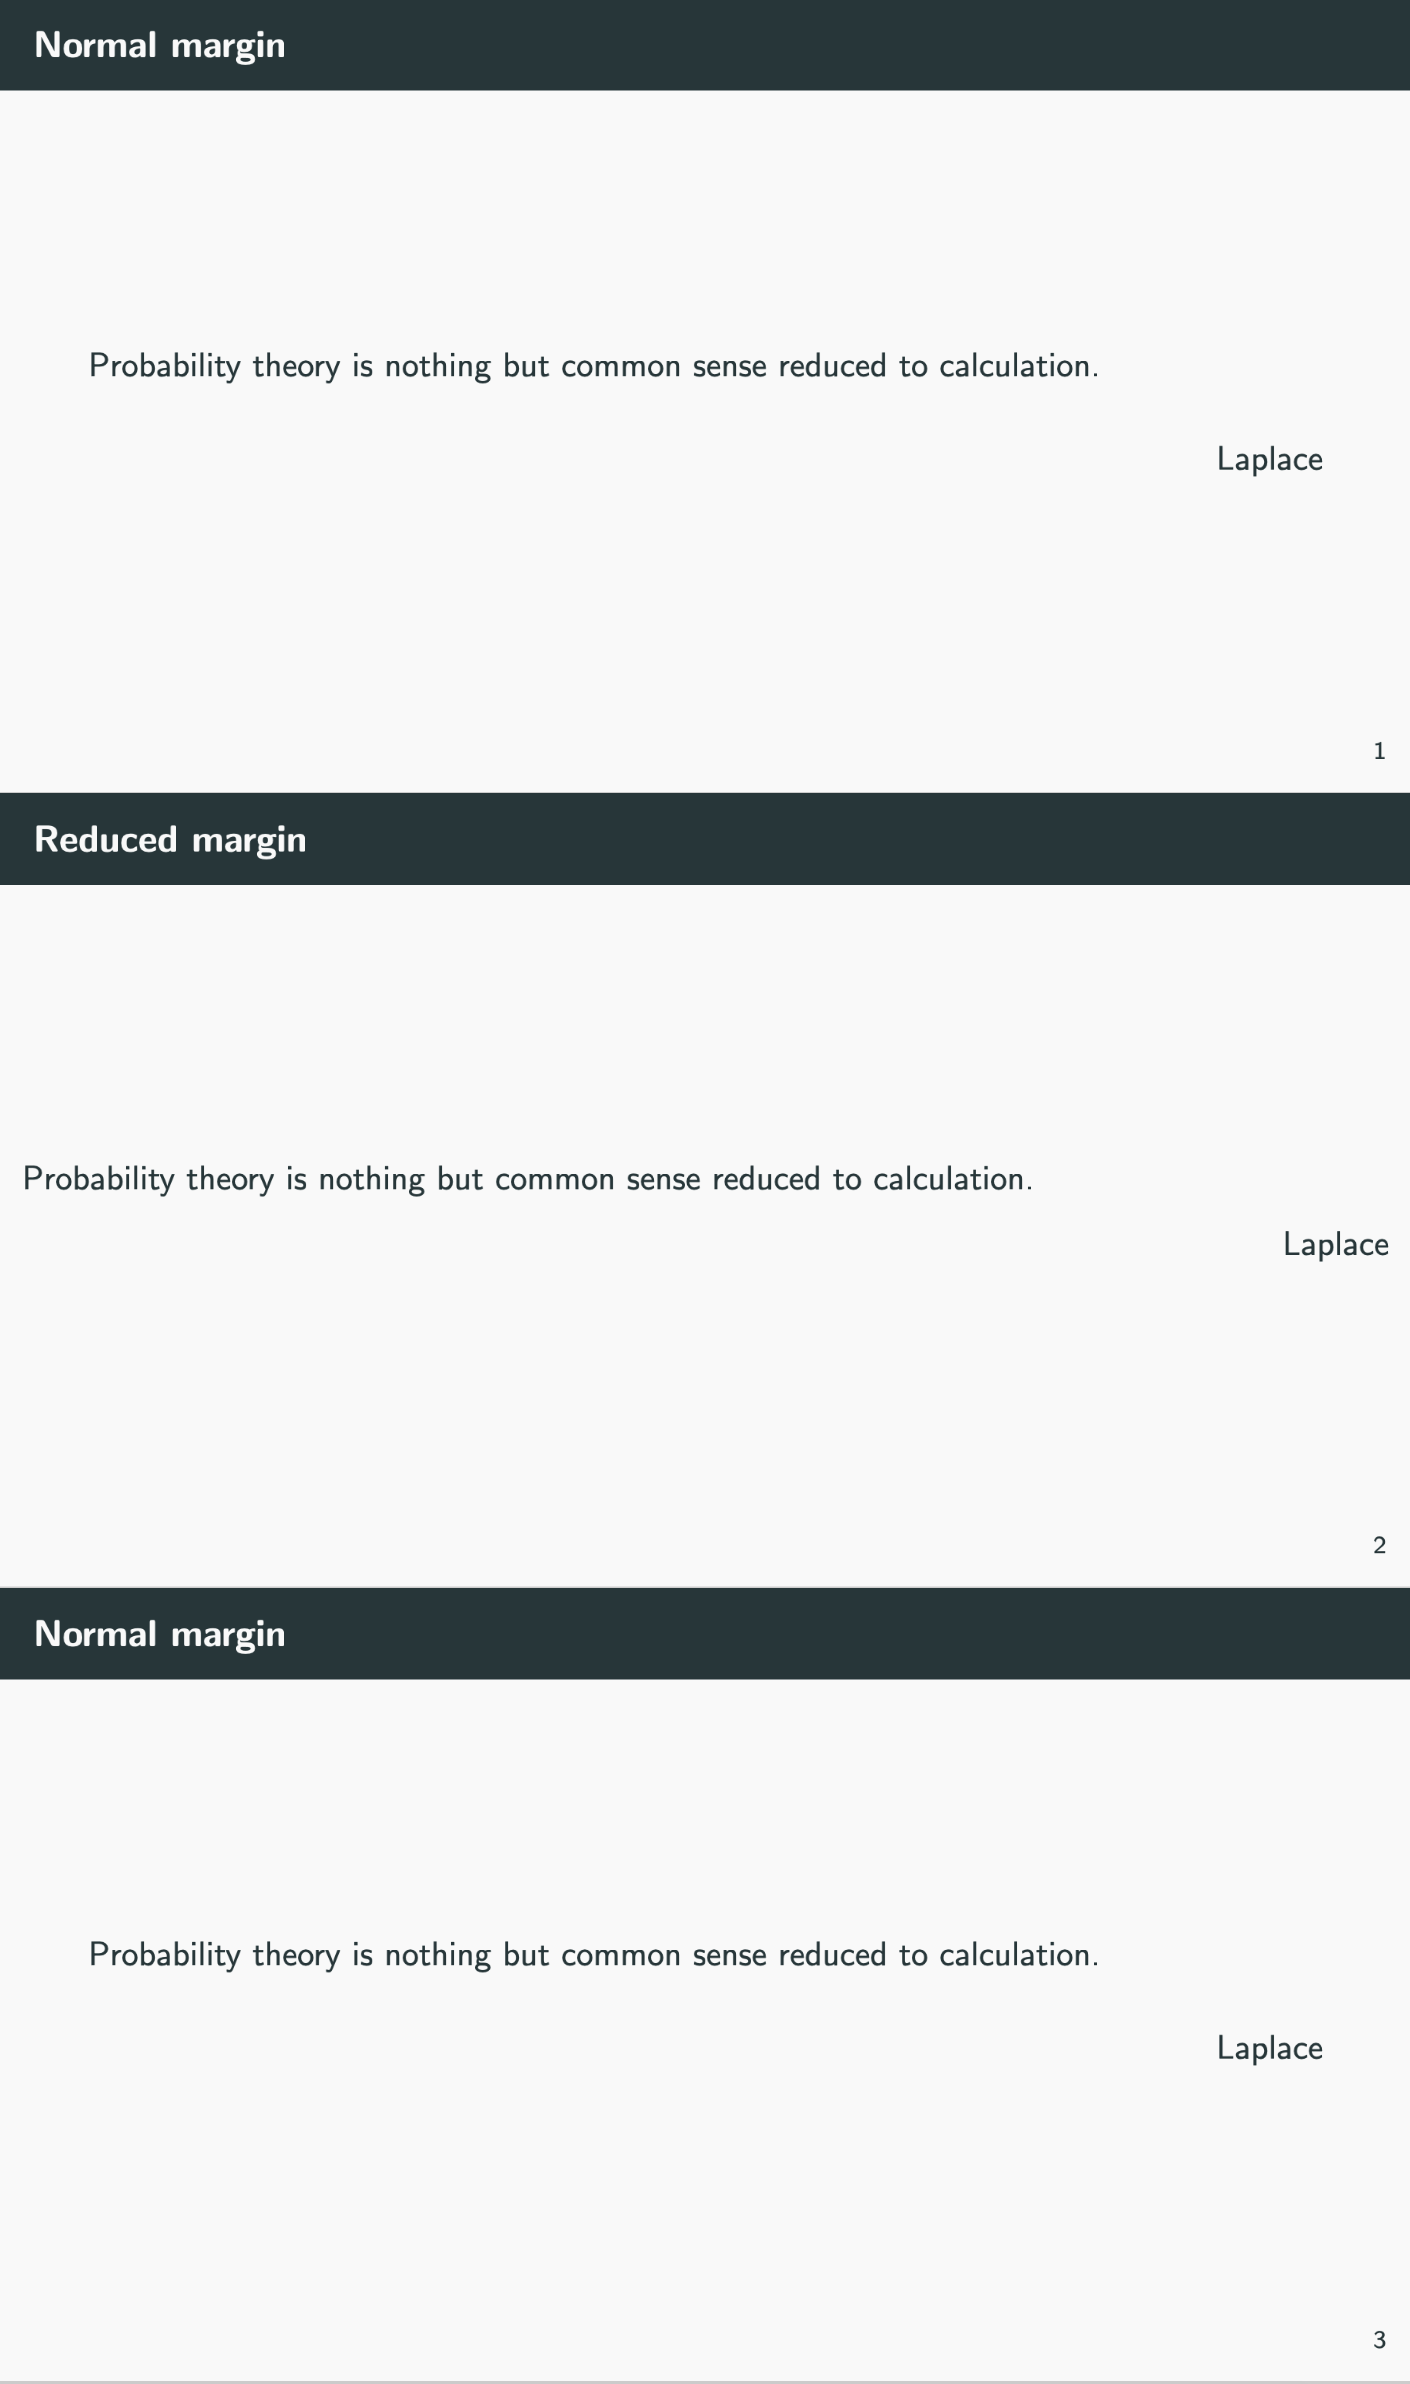 Normal margin
Probability theory is nothing but common sense reduced to calculation.
Laplace
1
Reduced margin
Probability theory is nothing but common sense reduced to calculation.
Laplace
2
Normal margin
Probability theory is nothing but common sense reduced to calculation.
Laplace
3